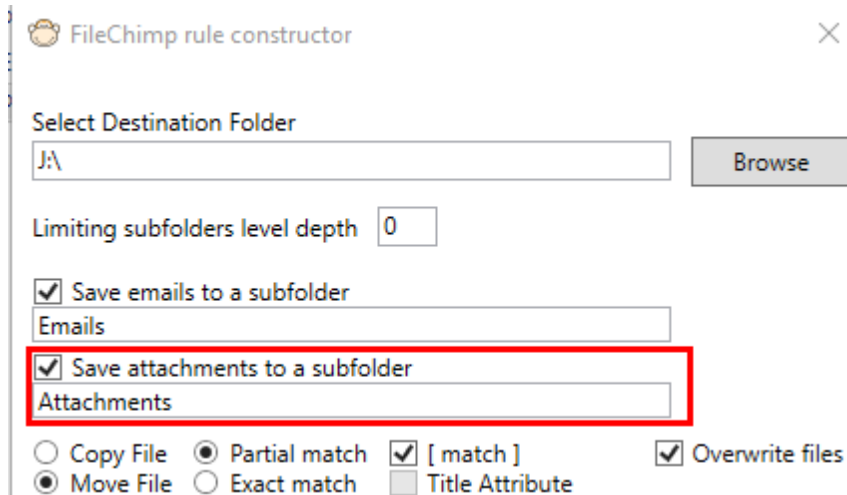 FileChimp rule constructor
Select Destination Folder
J:\
Browse
Limiting subfolders level depth 0
Save emails to a subfolder
Emails
Save attachments to a subfolder
Attachments
Copy File Partial match [ match ] Overwrite files
Move File Exact match Title Attribute